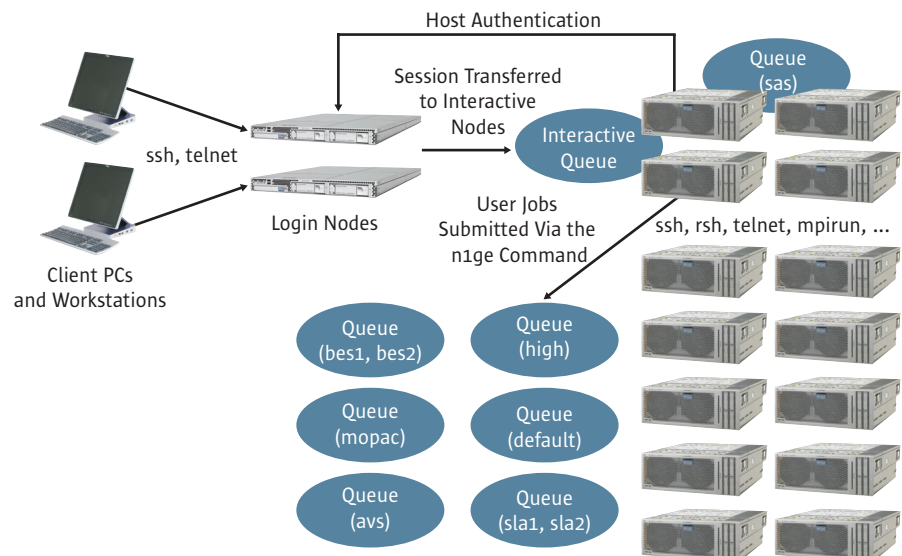 Host Authentication
Queue
(sas)
Session Transferred
to Interactive
Nodes
Interactive
Queue
ssh, telnet
Login Nodes
User Jobs
Submitted Via the
n1ge Command
ssh, rsh, telnet, mpirun, ...
Client PCs
and Workstations
Queue
(bes1, bes2)
Queue
(high)
Queue
(mopac)
Queue
(default)
Queue
(avs)
Queue
(sla1, sla2)